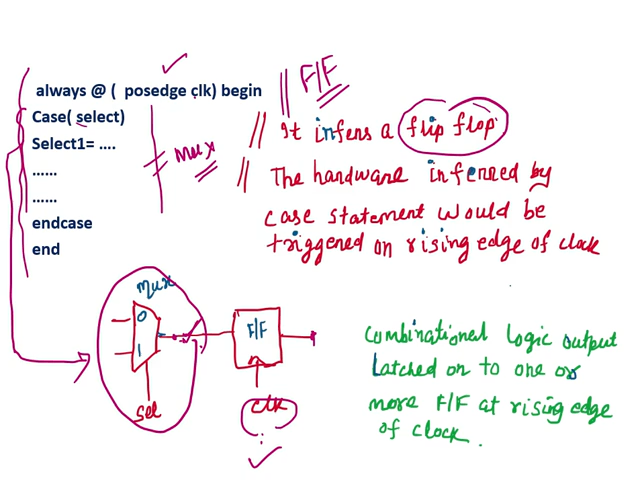 always @ ( posedge clk) begin
Case( select)
Select1= ....
......
......
endcase
end
mux
// F/F
// It infers a flip flop.
// The hardware inferred by
case statement would be
triggered on rising edge of clock
mux
0
1
sel
F/F
clk
Combinational Logic output
Latched on to one or
more F/F at rising edge
of clock.